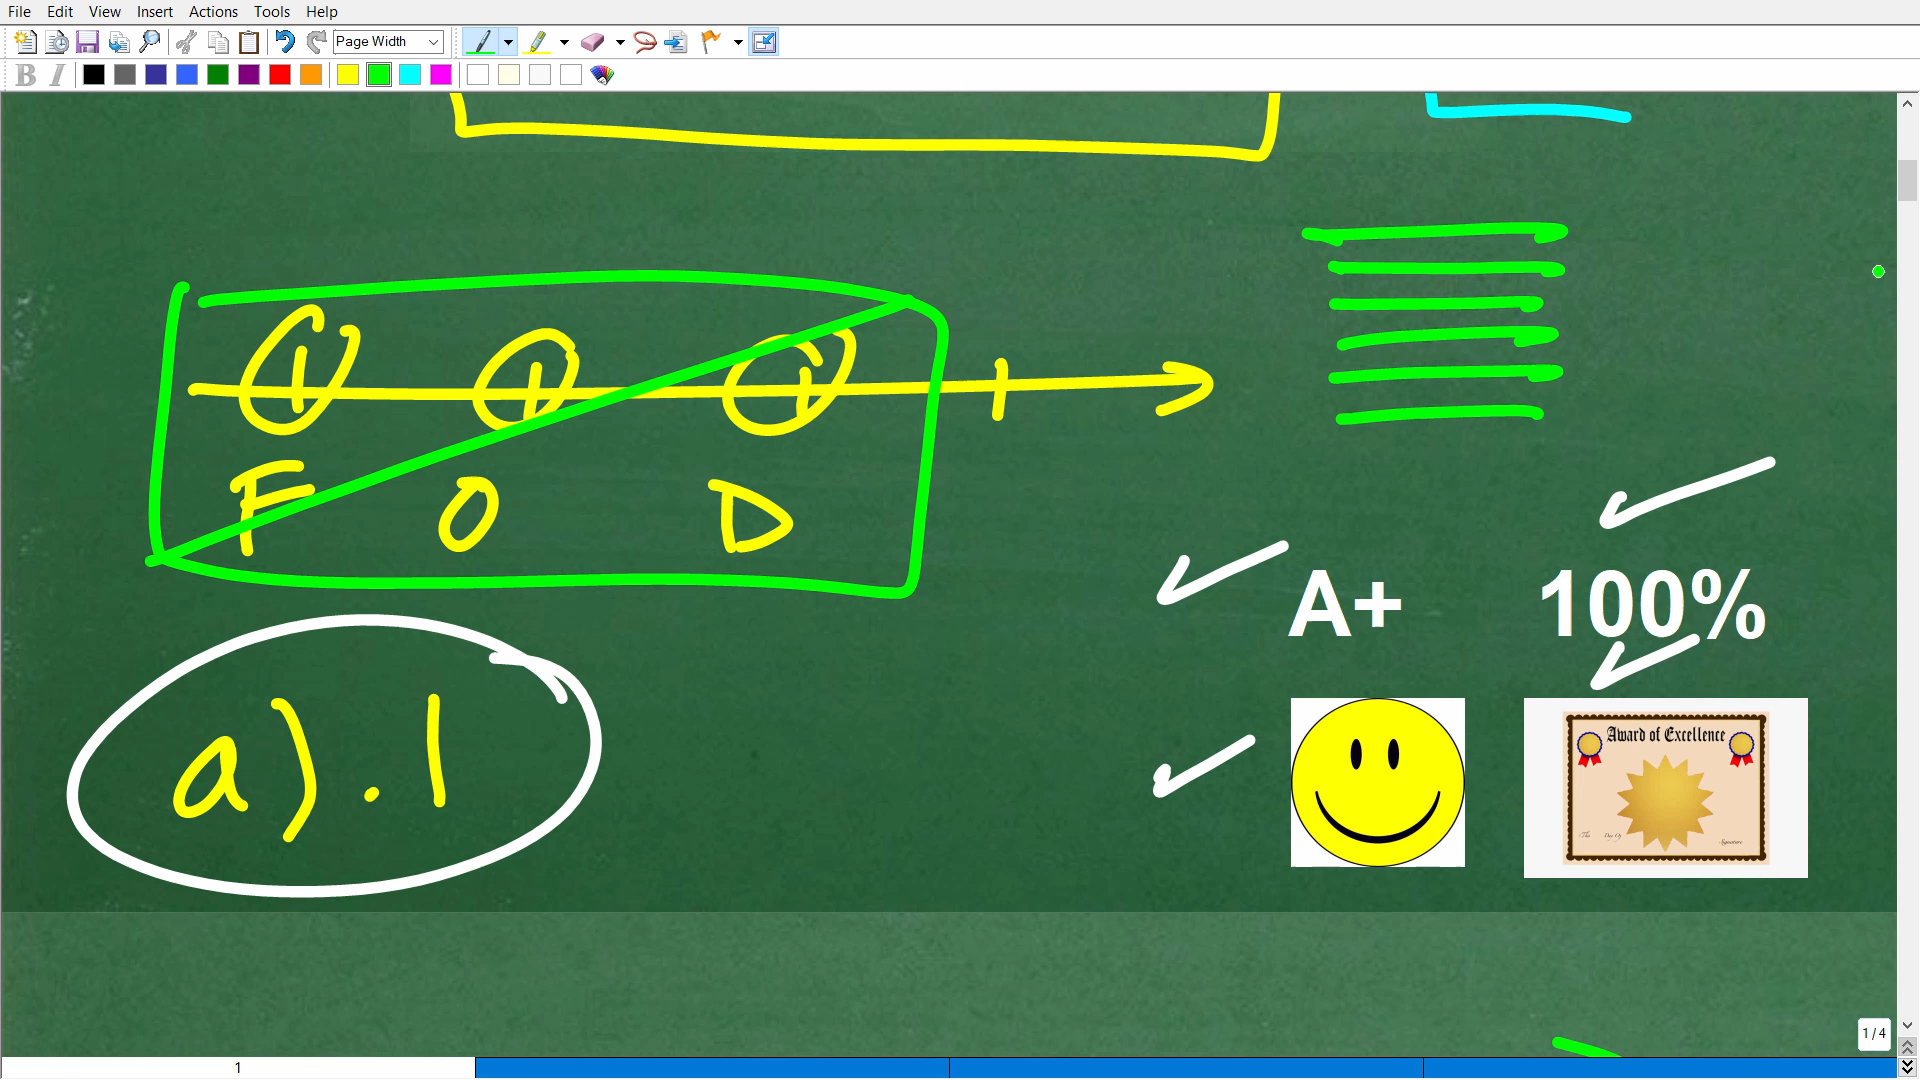 File Edit View Insert Actions Tools Help
Page Width
B I
F O D
A+ 100%
a) .1
Award of Excellence
1 / 4
1